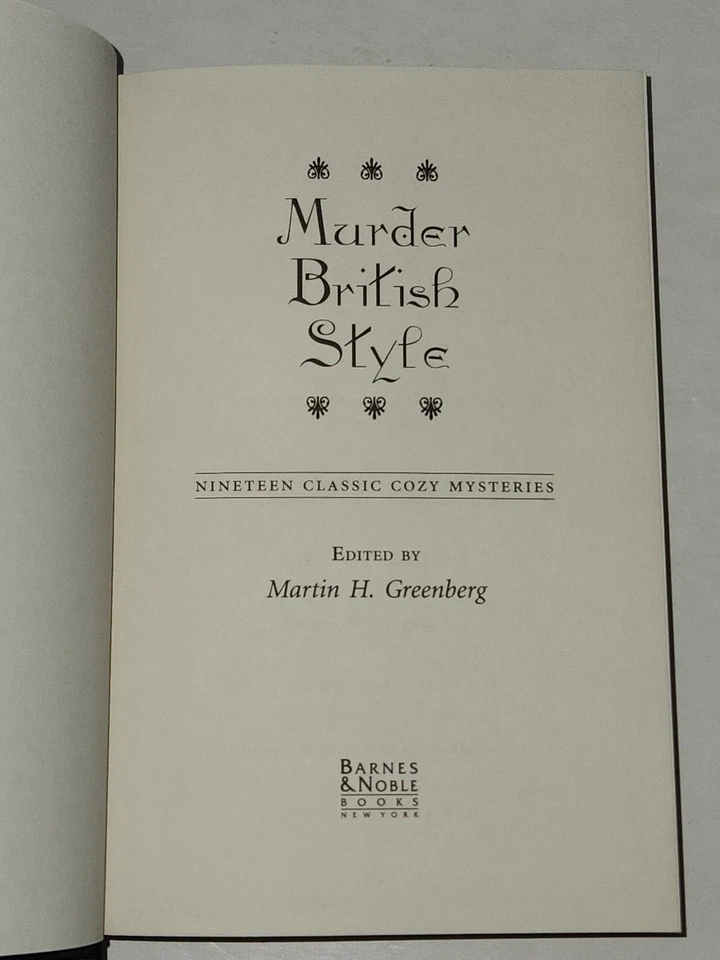 Murder
British
Style
NINETEEN CLASSIC COZY MYSTERIES
EDITED BY
Martin H. Greenberg
BARNES
&NOBLE
BOOKS
NEW YORK